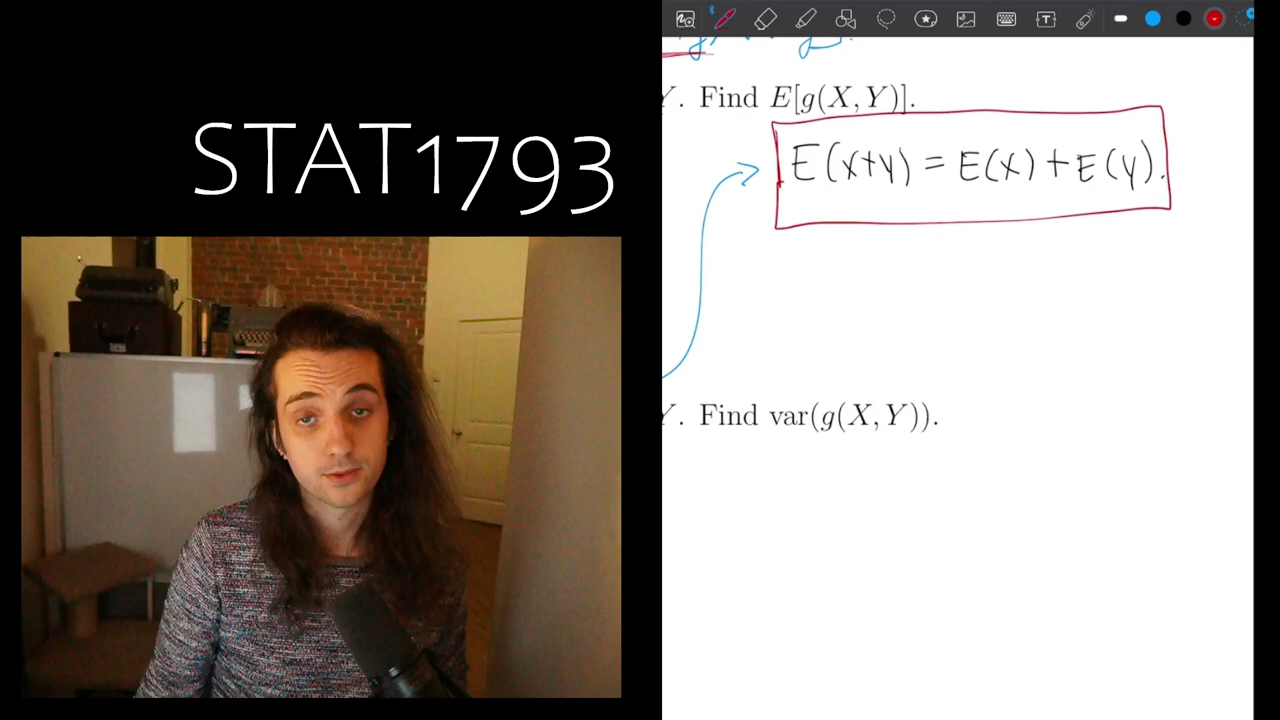 STAT1793
Y. Find E[g(X, Y)].
E(X+Y) = E(X) + E(Y).
Y. Find var(g(X, Y)).